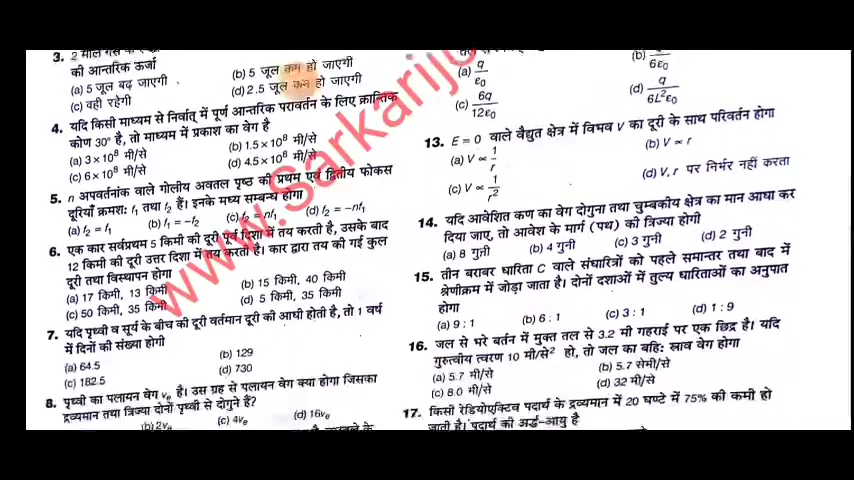 3. 2 मोल गैस
की आन्तरिक ऊर्जा
(a) 5 जूल बढ़ जाएगी
(b) 5 जूल कम हो जाएगी
(c) वही रहेगी
(d) 2.5 जूल कम हो जाएगी
4. यदि किसी माध्यम से निर्वात् में पूर्ण आन्तरिक परावर्तन के लिए क्रान्तिक
कोण 30° है, तो माध्यम में प्रकाश का वेग है
(a) 3×10⁸ मी/से
(b) 1.5×10⁸ मी/से
(c) 6×10⁸ मी/से
(d) 4.5×10⁸ मी/से
5. n अपवर्तनांक वाले गोलीय अवतल पृष्ठ की प्रथम एवं द्वितीय फोकस
दूरियाँ क्रमशः f₁ तथा f₂ हैं। इनके मध्य सम्बन्ध होगा
(a) f₂ = f₁ (b) f₁ = −f₂ (c) f₂ = nf₁ (d) f₂ = −nf₁
6. एक कार सर्वप्रथम 5 किमी की दूरी पूर्व दिशा में तय करती है, उसके बाद
12 किमी की दूरी उत्तर दिशा में तय करती है। कार द्वारा तय की गई कुल
दूरी तथा विस्थापन होगा
(a) 17 किमी, 13 किमी
(b) 15 किमी, 40 किमी
(c) 50 किमी, 35 किमी
(d) 5 किमी, 35 किमी
7. यदि पृथ्वी व सूर्य के बीच की दूरी वर्तमान दूरी की आधी होती है, तो 1 वर्ष
में दिनों की संख्या होगी
(a) 64.5
(b) 129
(c) 182.5
(d) 730
8. पृथ्वी का पलायन वेग vₑ है। उस ग्रह से पलायन वेग क्या होगा जिसका
द्रव्यमान तथा त्रिज्या दोनों पृथ्वी से दोगुने हैं?
(b) 2vₑ (c) 4vₑ (d) 16vₑ
(a) q/ε₀
(b) 6ε₀
(c) 6q/12ε₀
(d) q/6L²ε₀
13. E = 0 वाले वैद्युत क्षेत्र में विभव V का दूरी के साथ परिवर्तन होगा
(a) V ∝ 1/r
(b) V ∝ r
(c) V ∝ 1/r²
(d) V, r पर निर्भर नहीं करता
14. यदि आवेशित कण का वेग दोगुना तथा चुम्बकीय क्षेत्र का मान आधा कर
दिया जाए, तो आवेश के मार्ग (पथ) की त्रिज्या होगी
(a) 8 गुनी (b) 4 गुनी (c) 3 गुनी (d) 2 गुनी
15. तीन बराबर धारिता C वाले संधारित्रों को पहले समान्तर तथा बाद में
श्रेणीक्रम में जोड़ा जाता है। दोनों दशाओं में तुल्य धारिताओं का अनुपात
होगा
(a) 9 : 1 (b) 6 : 1 (c) 3 : 1 (d) 1 : 9
16. जल से भरे बर्तन में मुक्त तल से 3.2 मी गहराई पर एक छिद्र है। यदि
गुरुत्वीय त्वरण 10 मी/से² हो, तो जल का बहिः स्राव वेग होगा
(a) 5.7 मी/से
(b) 5.7 सेमी/से
(c) 8.0 मी/से
(d) 32 मी/से
17. किसी रेडियोएक्टिव पदार्थ के द्रव्यमान में 20 घण्टे में 75% की कमी हो
जाती है। पदार्थ की अर्द्ध-आयु है
www.Sarkarijo